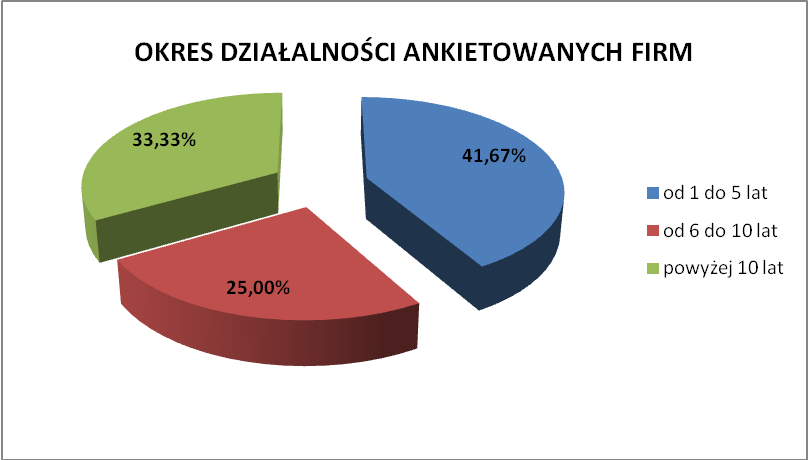 OKRES DZIAŁALNOŚCI ANKIETOWANYCH FIRM
33,33%
41,67%
25,00%
od 1 do 5 lat
od 6 do 10 lat
powyżej 10 lat